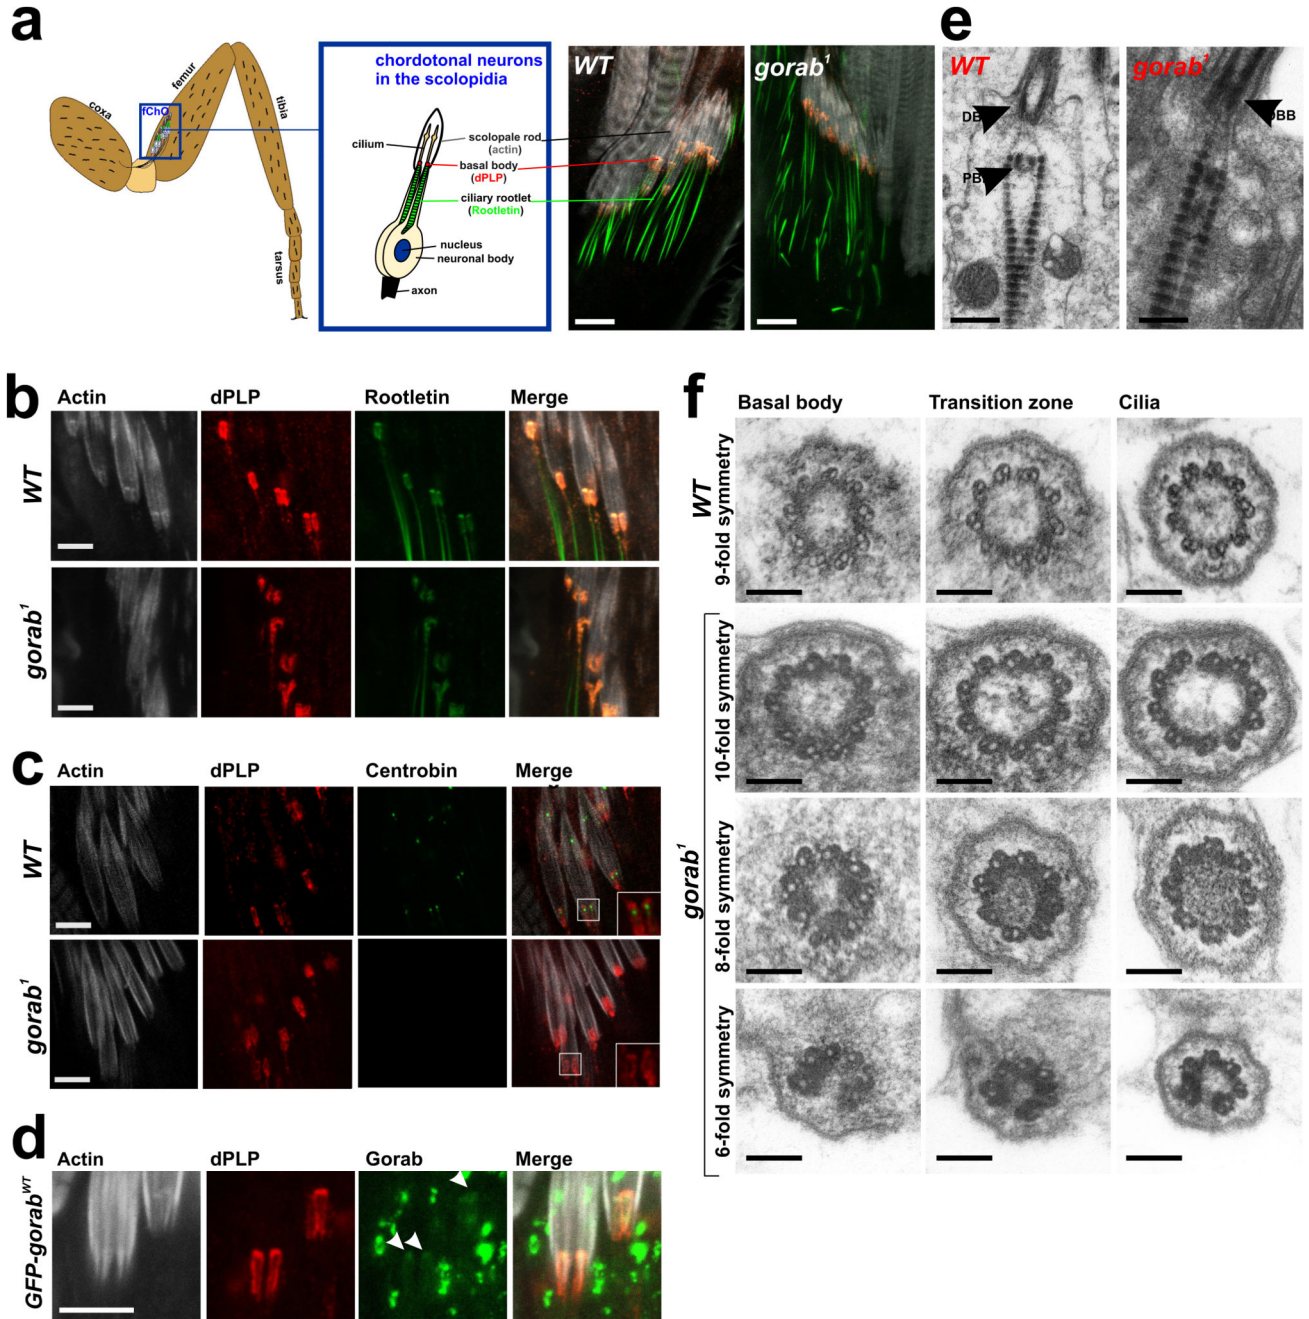 a
coxa
femur
fChO
tibia
tarsus
chordotonal neurons
in the scolopidia
cilium
scolopale rod
(actin)
basal body
(dPLP)
ciliary rootlet
(Rootletin)
nucleus
neuronal body
axon
WT
gorab¹
e
WT
gorab¹
b
Actin
dPLP
Rootletin
Merge
WT
gorab¹
c
Actin
dPLP
Centrobin
Merge
WT
gorab¹
d
Actin
dPLP
Gorab
Merge
GFP-gorabᵂᵀ
f
Basal body
Transition zone
Cilia
WT
9-fold symmetry
gorab¹
10-fold symmetry
8-fold symmetry
6-fold symmetry